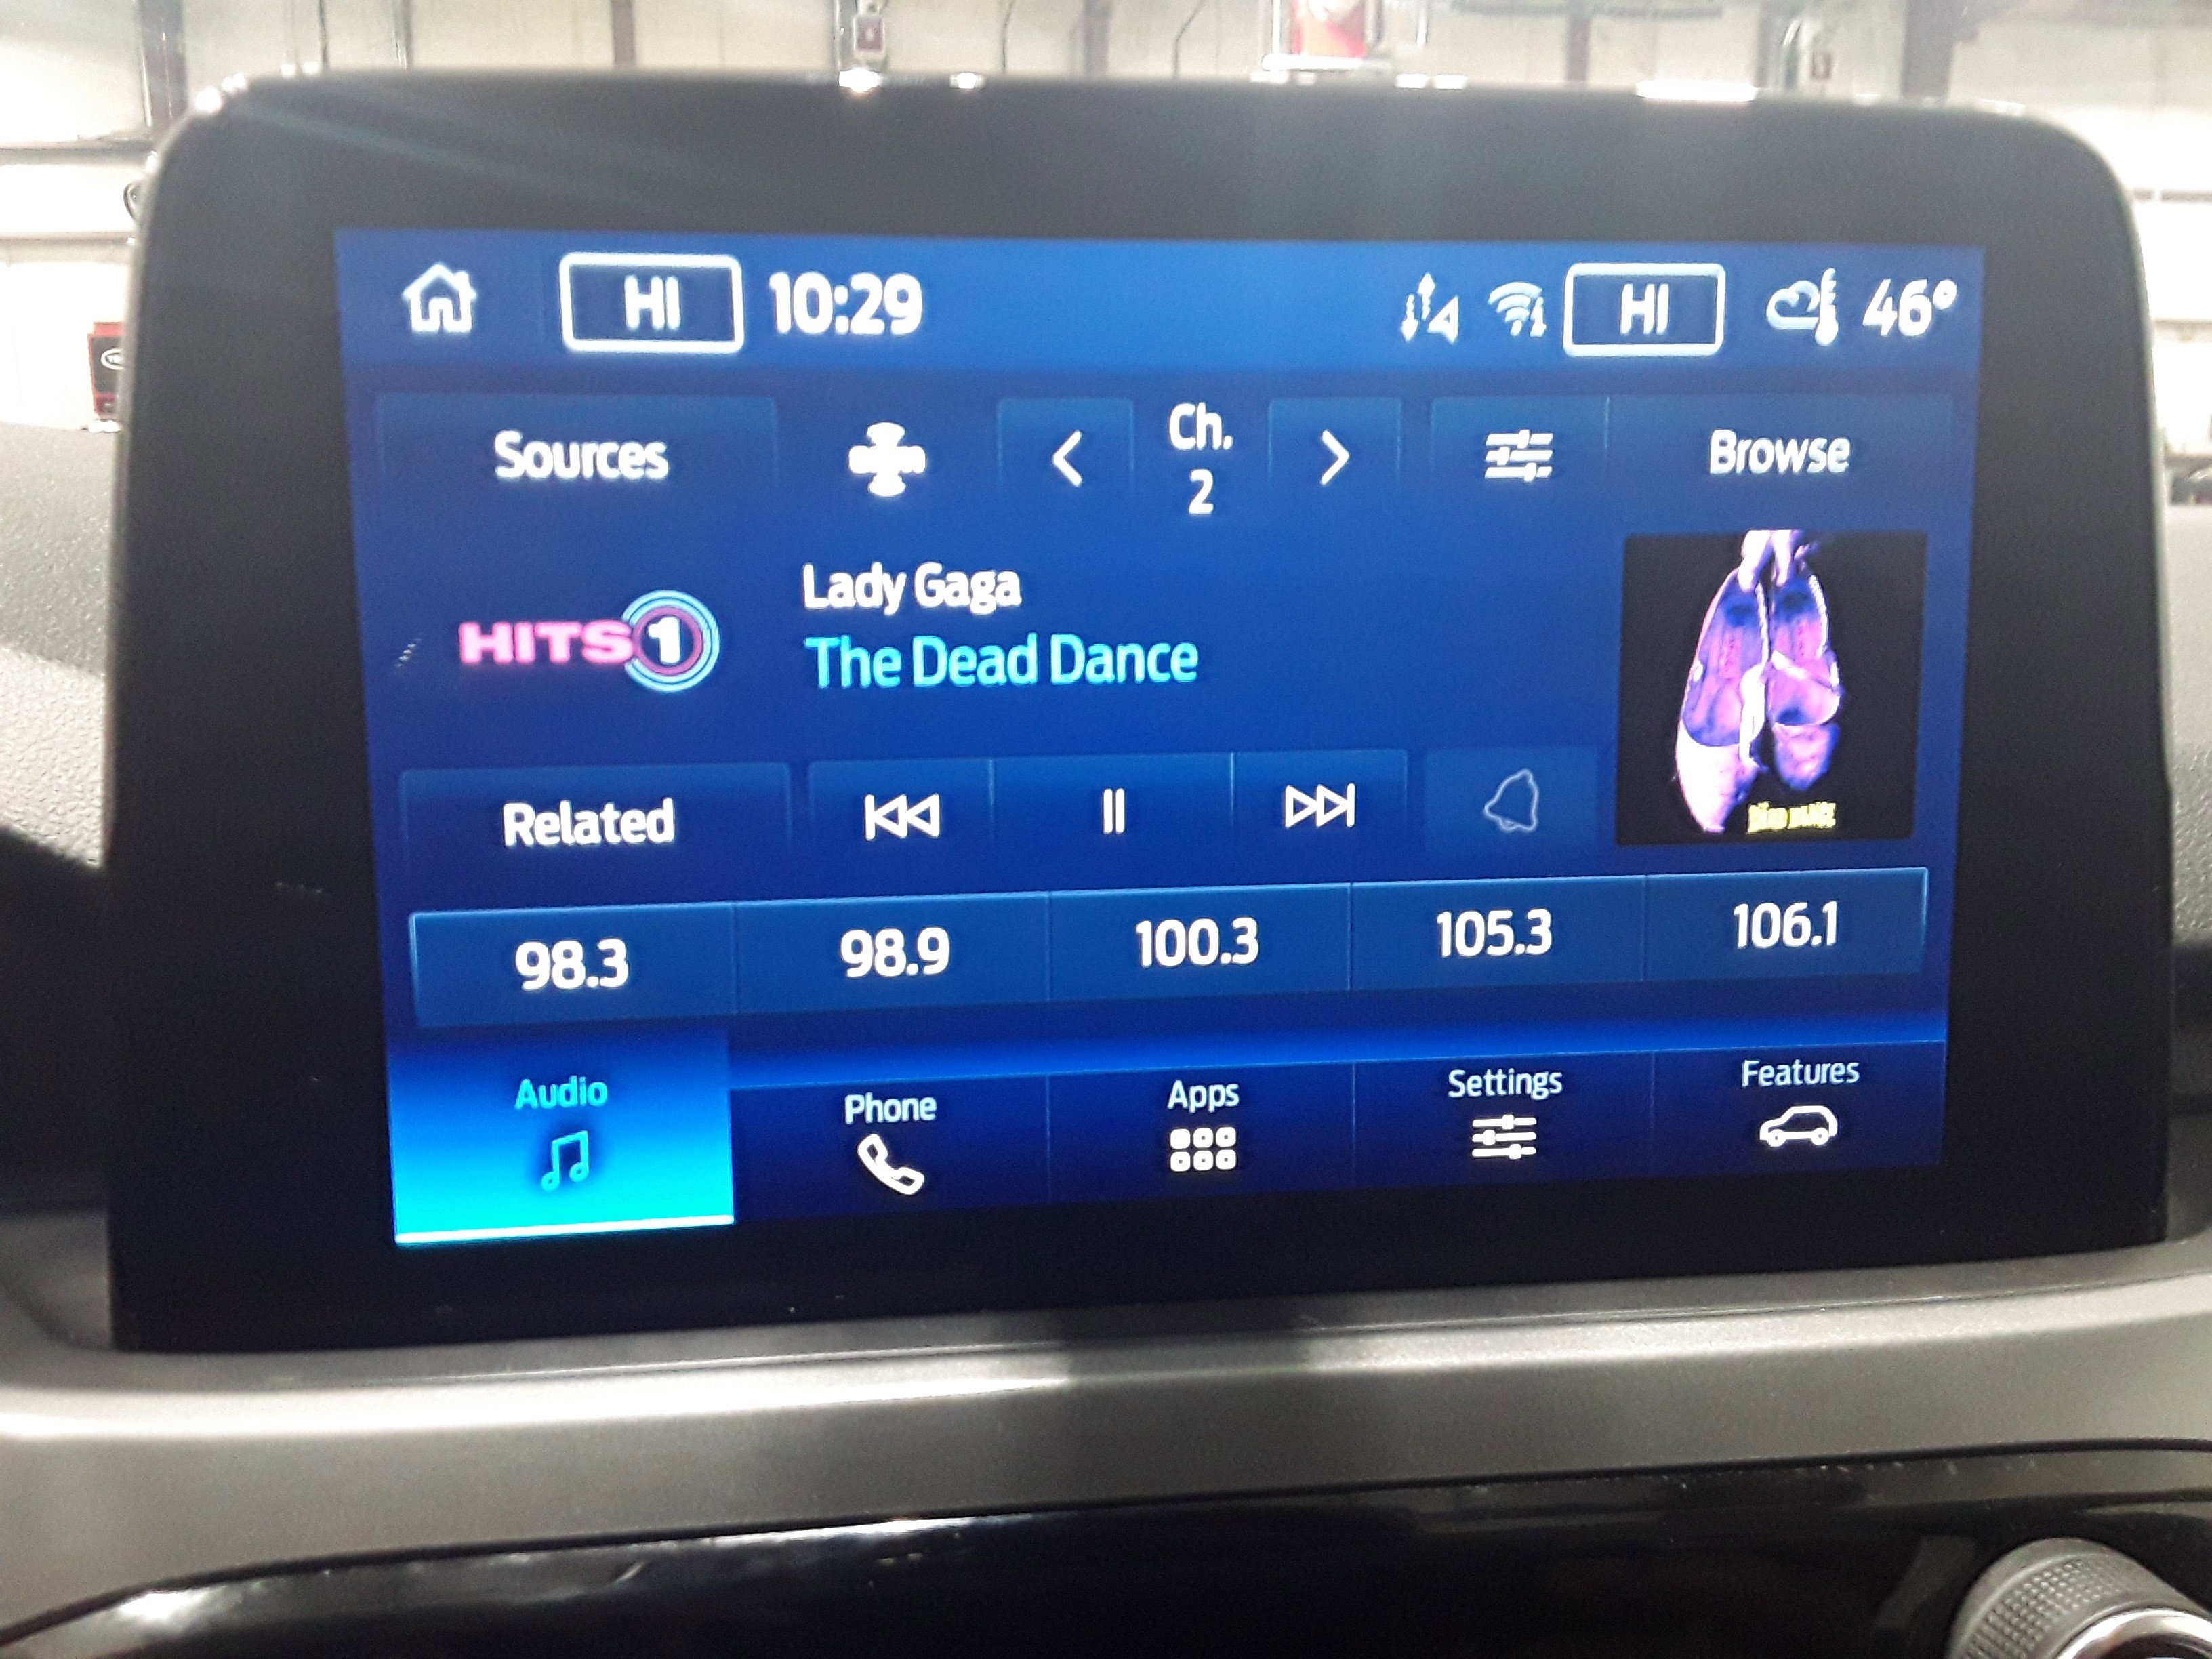 HI 10:29 HI 46°
Sources Ch. 2 Browse
HITS1
Lady Gaga
The Dead Dance
Related
98.3 98.9 100.3 105.3 106.1
Audio Phone Apps Settings Features